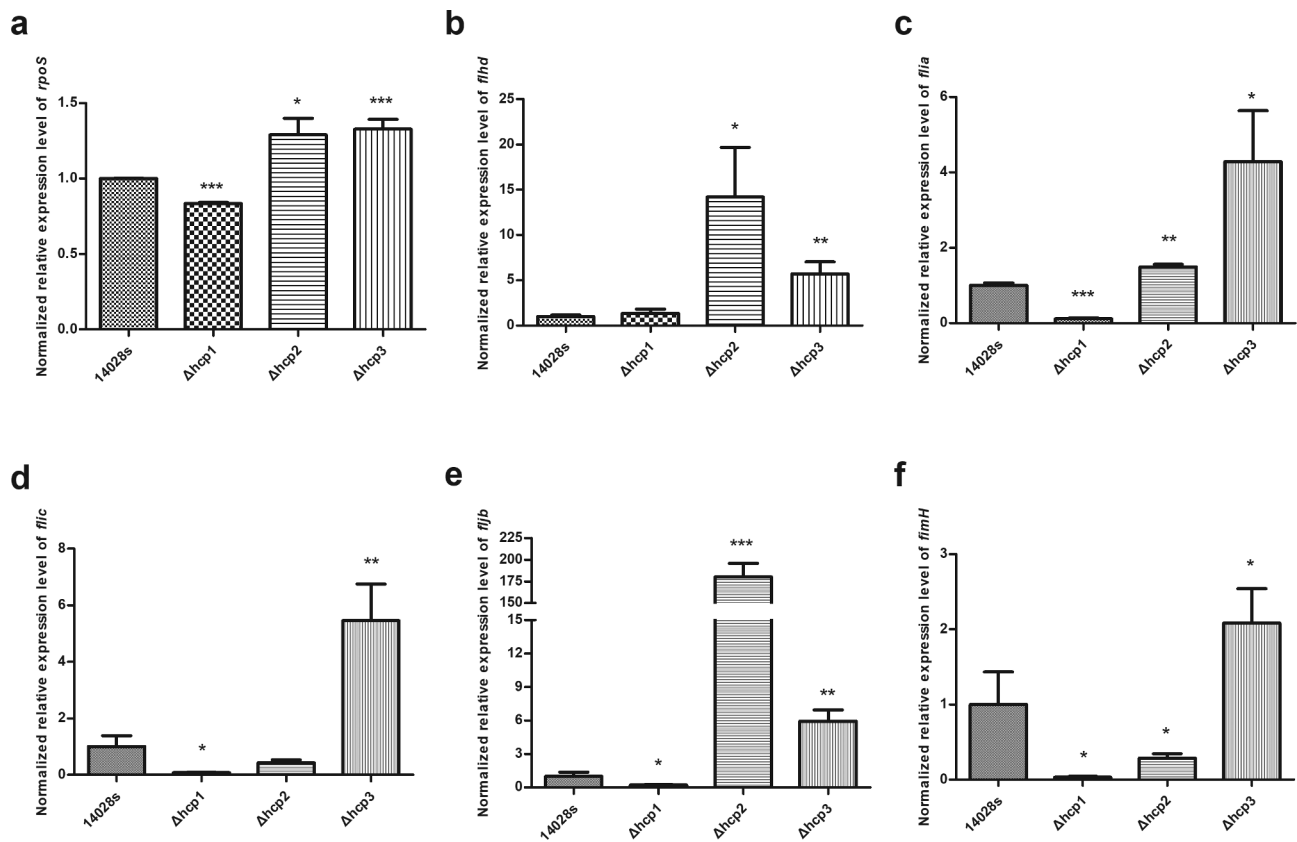 a
Normalized relative expression level of rpoS
1.5
1.0
0.5
0.0
*
***
***
14028s
Δhcp1
Δhcp2
Δhcp3
b
Normalized relative expression level of flhd
25
20
15
10
5
0
*
**
14028s
Δhcp1
Δhcp2
Δhcp3
c
Normalized relative expression level of flia
6
4
2
0
*
**
***
14028s
Δhcp1
Δhcp2
Δhcp3
d
Normalized relative expression level of flic
8
6
4
2
0
**
*
14028s
Δhcp1
Δhcp2
Δhcp3
e
Normalized relative expression level of fljb
225
200
175
150
15
12
9
6
3
0
***
**
*
14028s
Δhcp1
Δhcp2
Δhcp3
f
Normalized relative expression level of fimH
3
2
1
0
*
*
*
14028s
Δhcp1
Δhcp2
Δhcp3